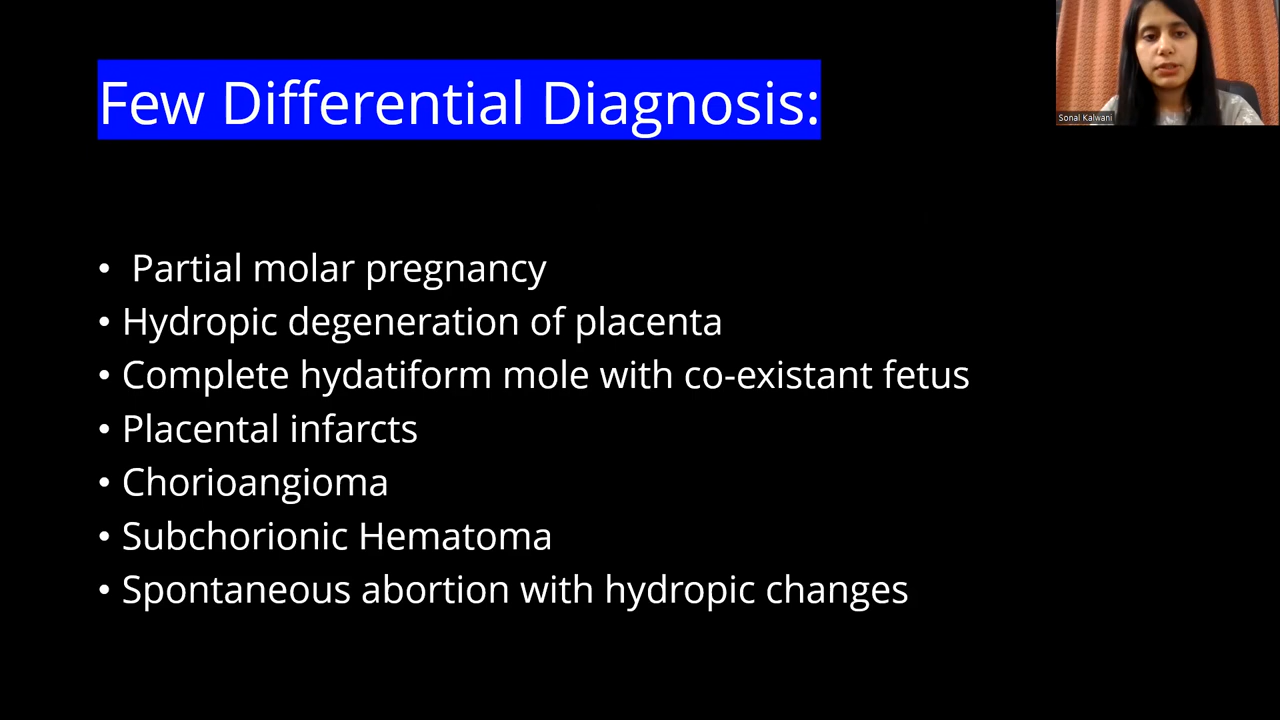 Few Differential Diagnosis:
Sonal Kalwani
• Partial molar pregnancy
• Hydropic degeneration of placenta
• Complete hydatiform mole with co-existant fetus
• Placental infarcts
• Chorioangioma
• Subchorionic Hematoma
• Spontaneous abortion with hydropic changes